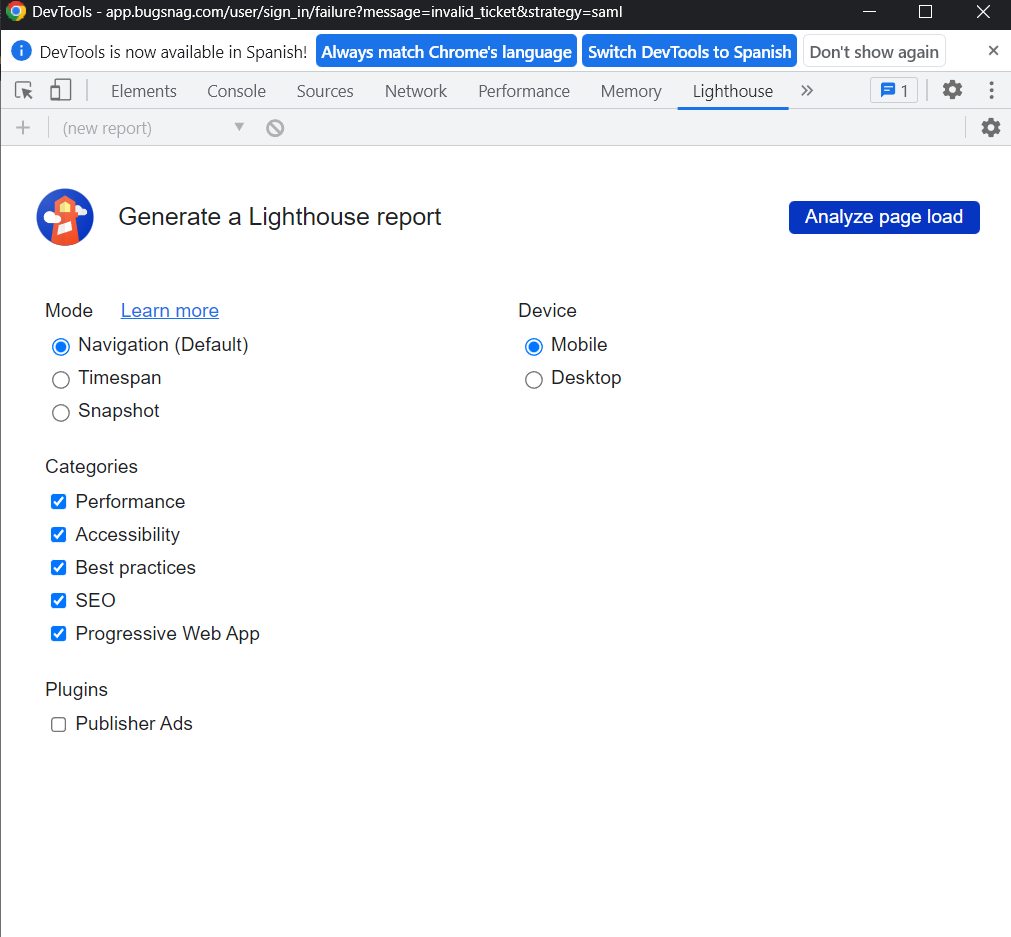 DevTools - app.bugsnag.com/user/sign_in/failure?message=invalid_ticket&strategy=saml
DevTools is now available in Spanish! Always match Chrome's language Switch DevTools to Spanish Don't show again
Elements Console Sources Network Performance Memory Lighthouse 1
(new report)
Generate a Lighthouse report Analyze page load
Mode Learn more
Navigation (Default)
Timespan
Snapshot
Device
Mobile
Desktop
Categories
Performance
Accessibility
Best practices
SEO
Progressive Web App
Plugins
Publisher Ads